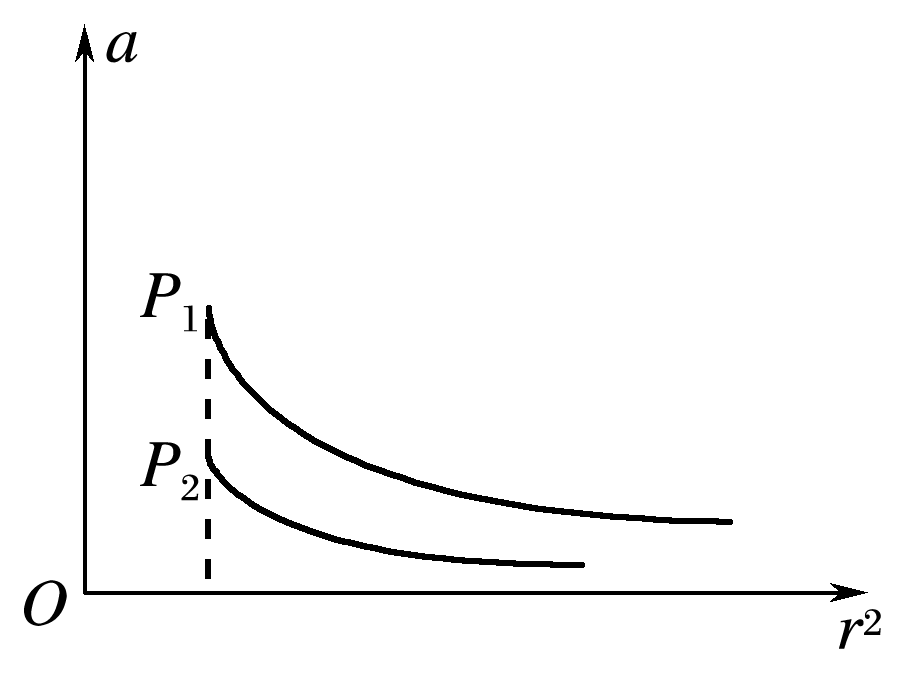 a
P₁
P₂
O
r²